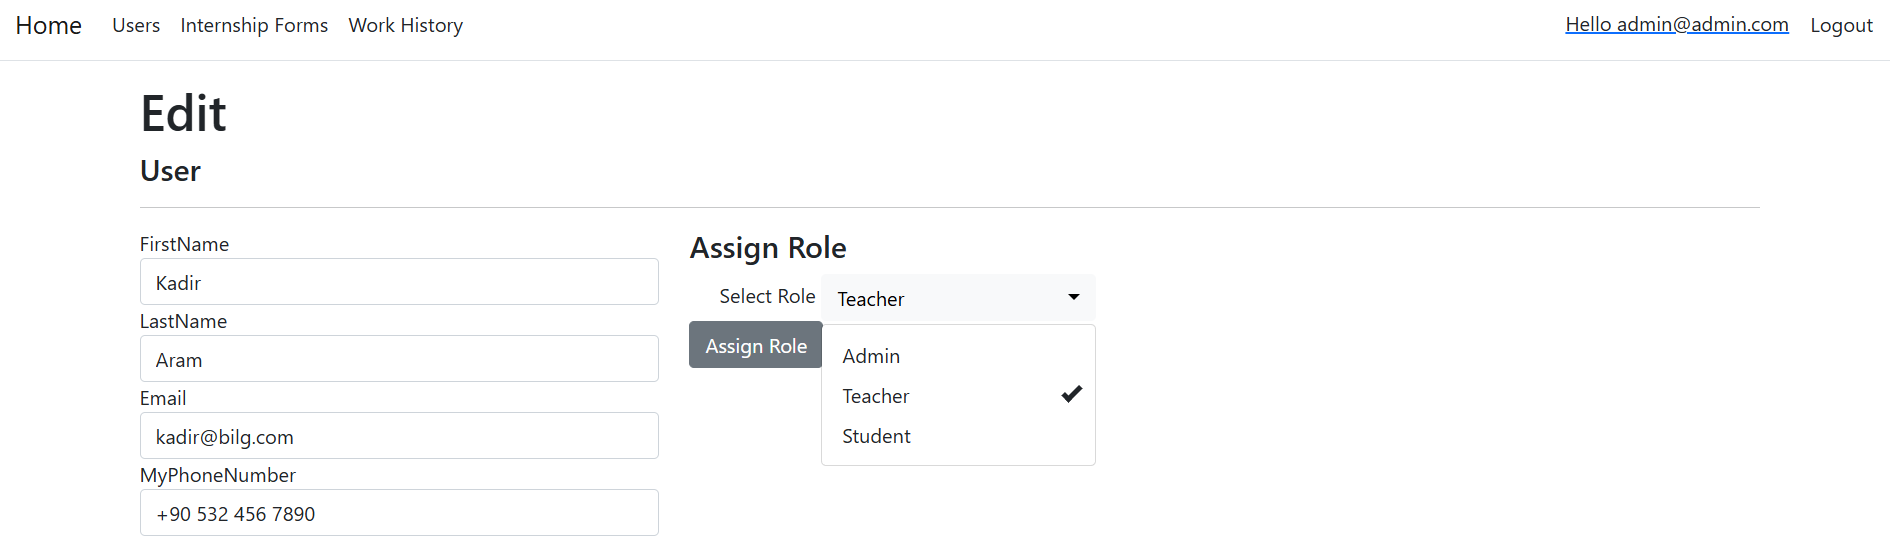 Home Users Internship Forms Work History Hello admin@admin.com Logout
Edit
User
FirstName
Kadir
LastName
Aram
Email
kadir@bilg.com
MyPhoneNumber
+90 532 456 7890
Assign Role
Select Role Teacher
Assign Role
Admin
Teacher
Student